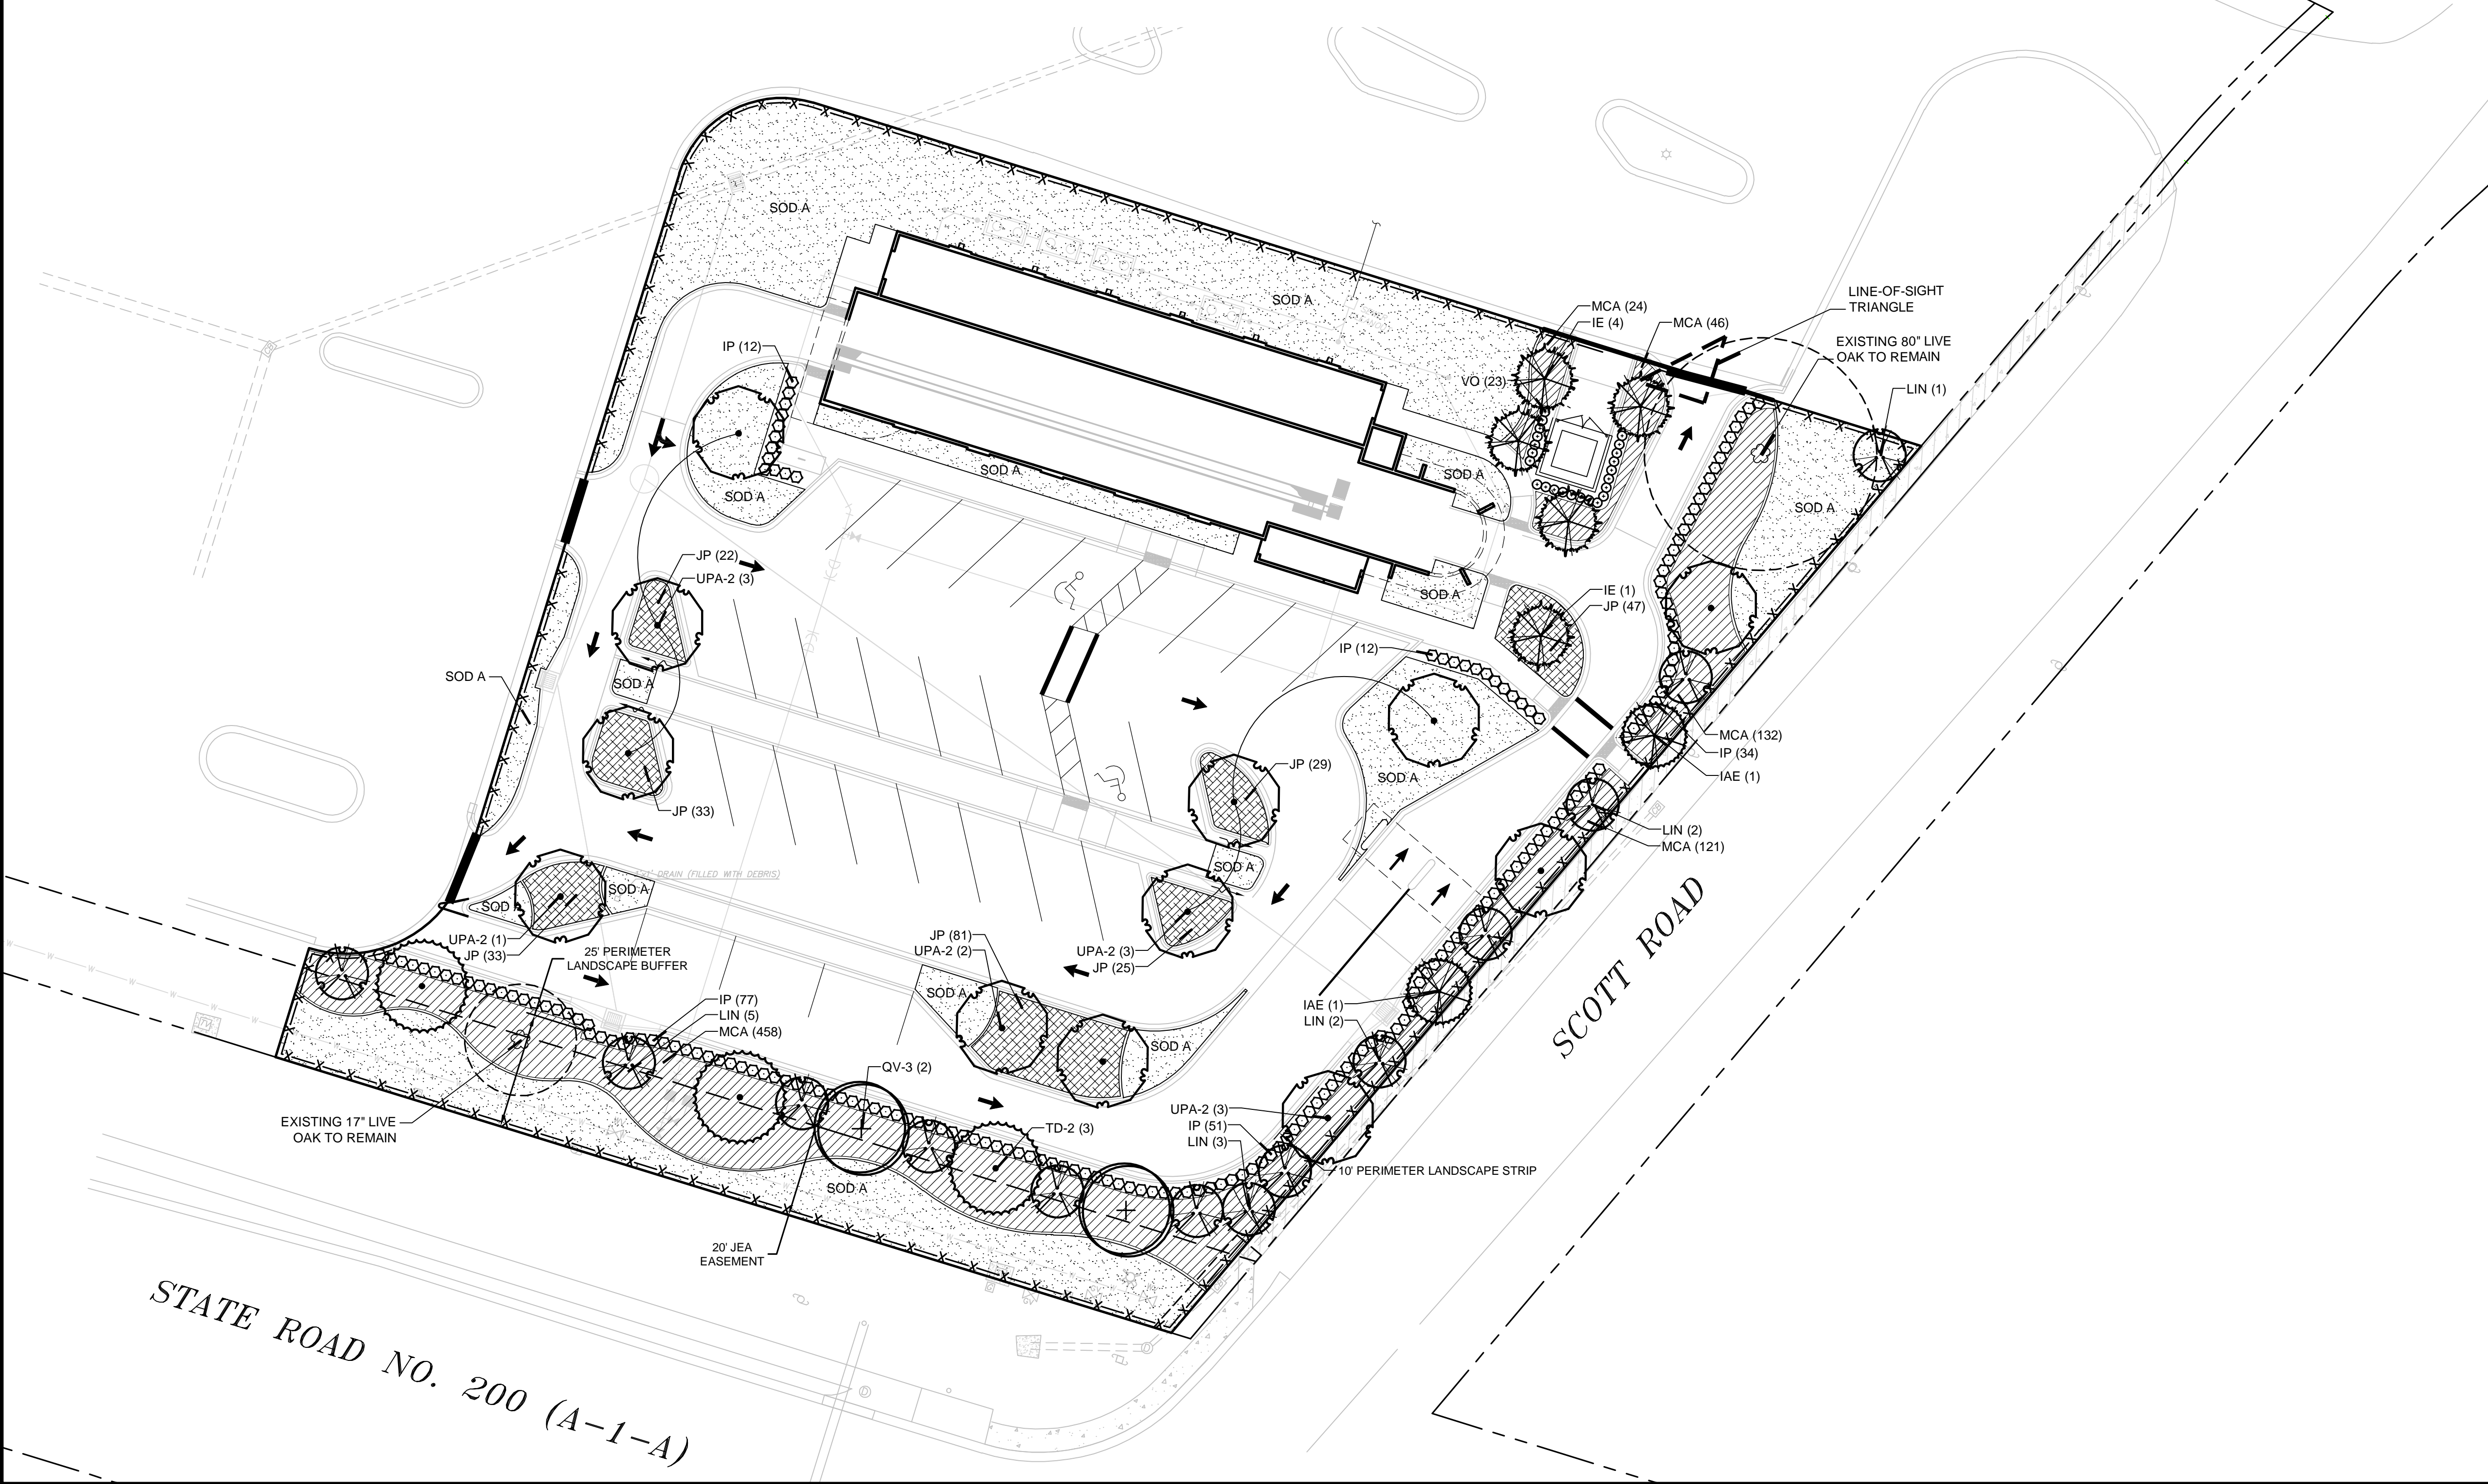 SOD A
SOD A
LINE-OF-SIGHT
TRIANGLE
MCA (24)
IE (4)
MCA (46)
EXISTING 80" LIVE
OAK TO REMAIN
IP (12)
VO (23)
LIN (1)
SOD A
SOD A
SOD A
SOD A
JP (22)
UPA-2 (3)
SOD A
IE (1)
JP (47)
IP (12)
SOD A
SOD A
MCA (132)
IP (34)
IAE (1)
JP (29)
SOD A
JP (33)
LIN (2)
MCA (121)
SOD A
DRAIN (FILLED WITH DEBRIS)
SOD A
SOD A
UPA-2 (1)
JP (33)
25' PERIMETER
LANDSCAPE BUFFER
JP (81)
UPA-2 (2)
UPA-2 (3)
JP (25)
SOD A
IP (77)
LIN (5)
MCA (458)
IAE (1)
LIN (2)
SCOTT ROAD
SOD A
QV-3 (2)
EXISTING 17" LIVE
OAK TO REMAIN
TD-2 (3)
UPA-2 (3)
IP (51)
LIN (3)
10' PERIMETER LANDSCAPE STRIP
SOD A
20' JEA
EASEMENT
STATE ROAD NO. 200 (A-1-A)